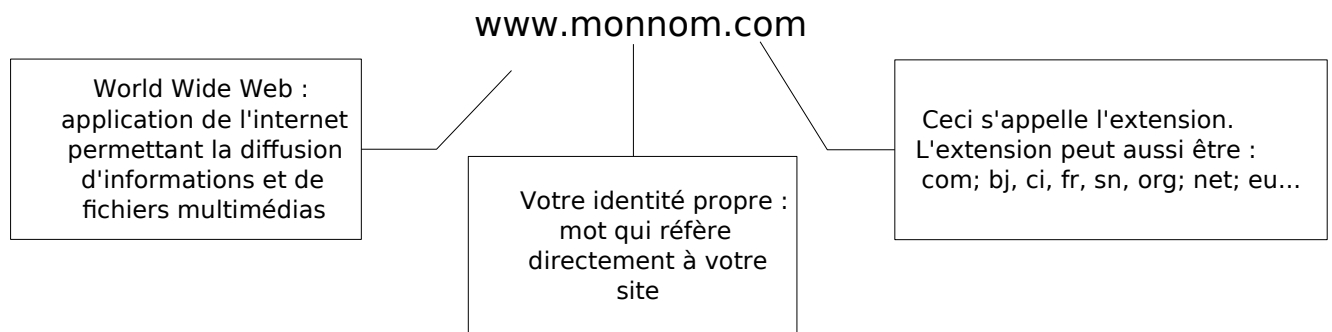 www.monnom.com
World Wide Web :
application de l'internet
permettant la diffusion
d'informations et de
fichiers multimédias
Votre identité propre :
mot qui réfère
directement à votre
site
Ceci s'appelle l'extension.
L'extension peut aussi être :
com; bj, ci, fr, sn, org; net; eu...